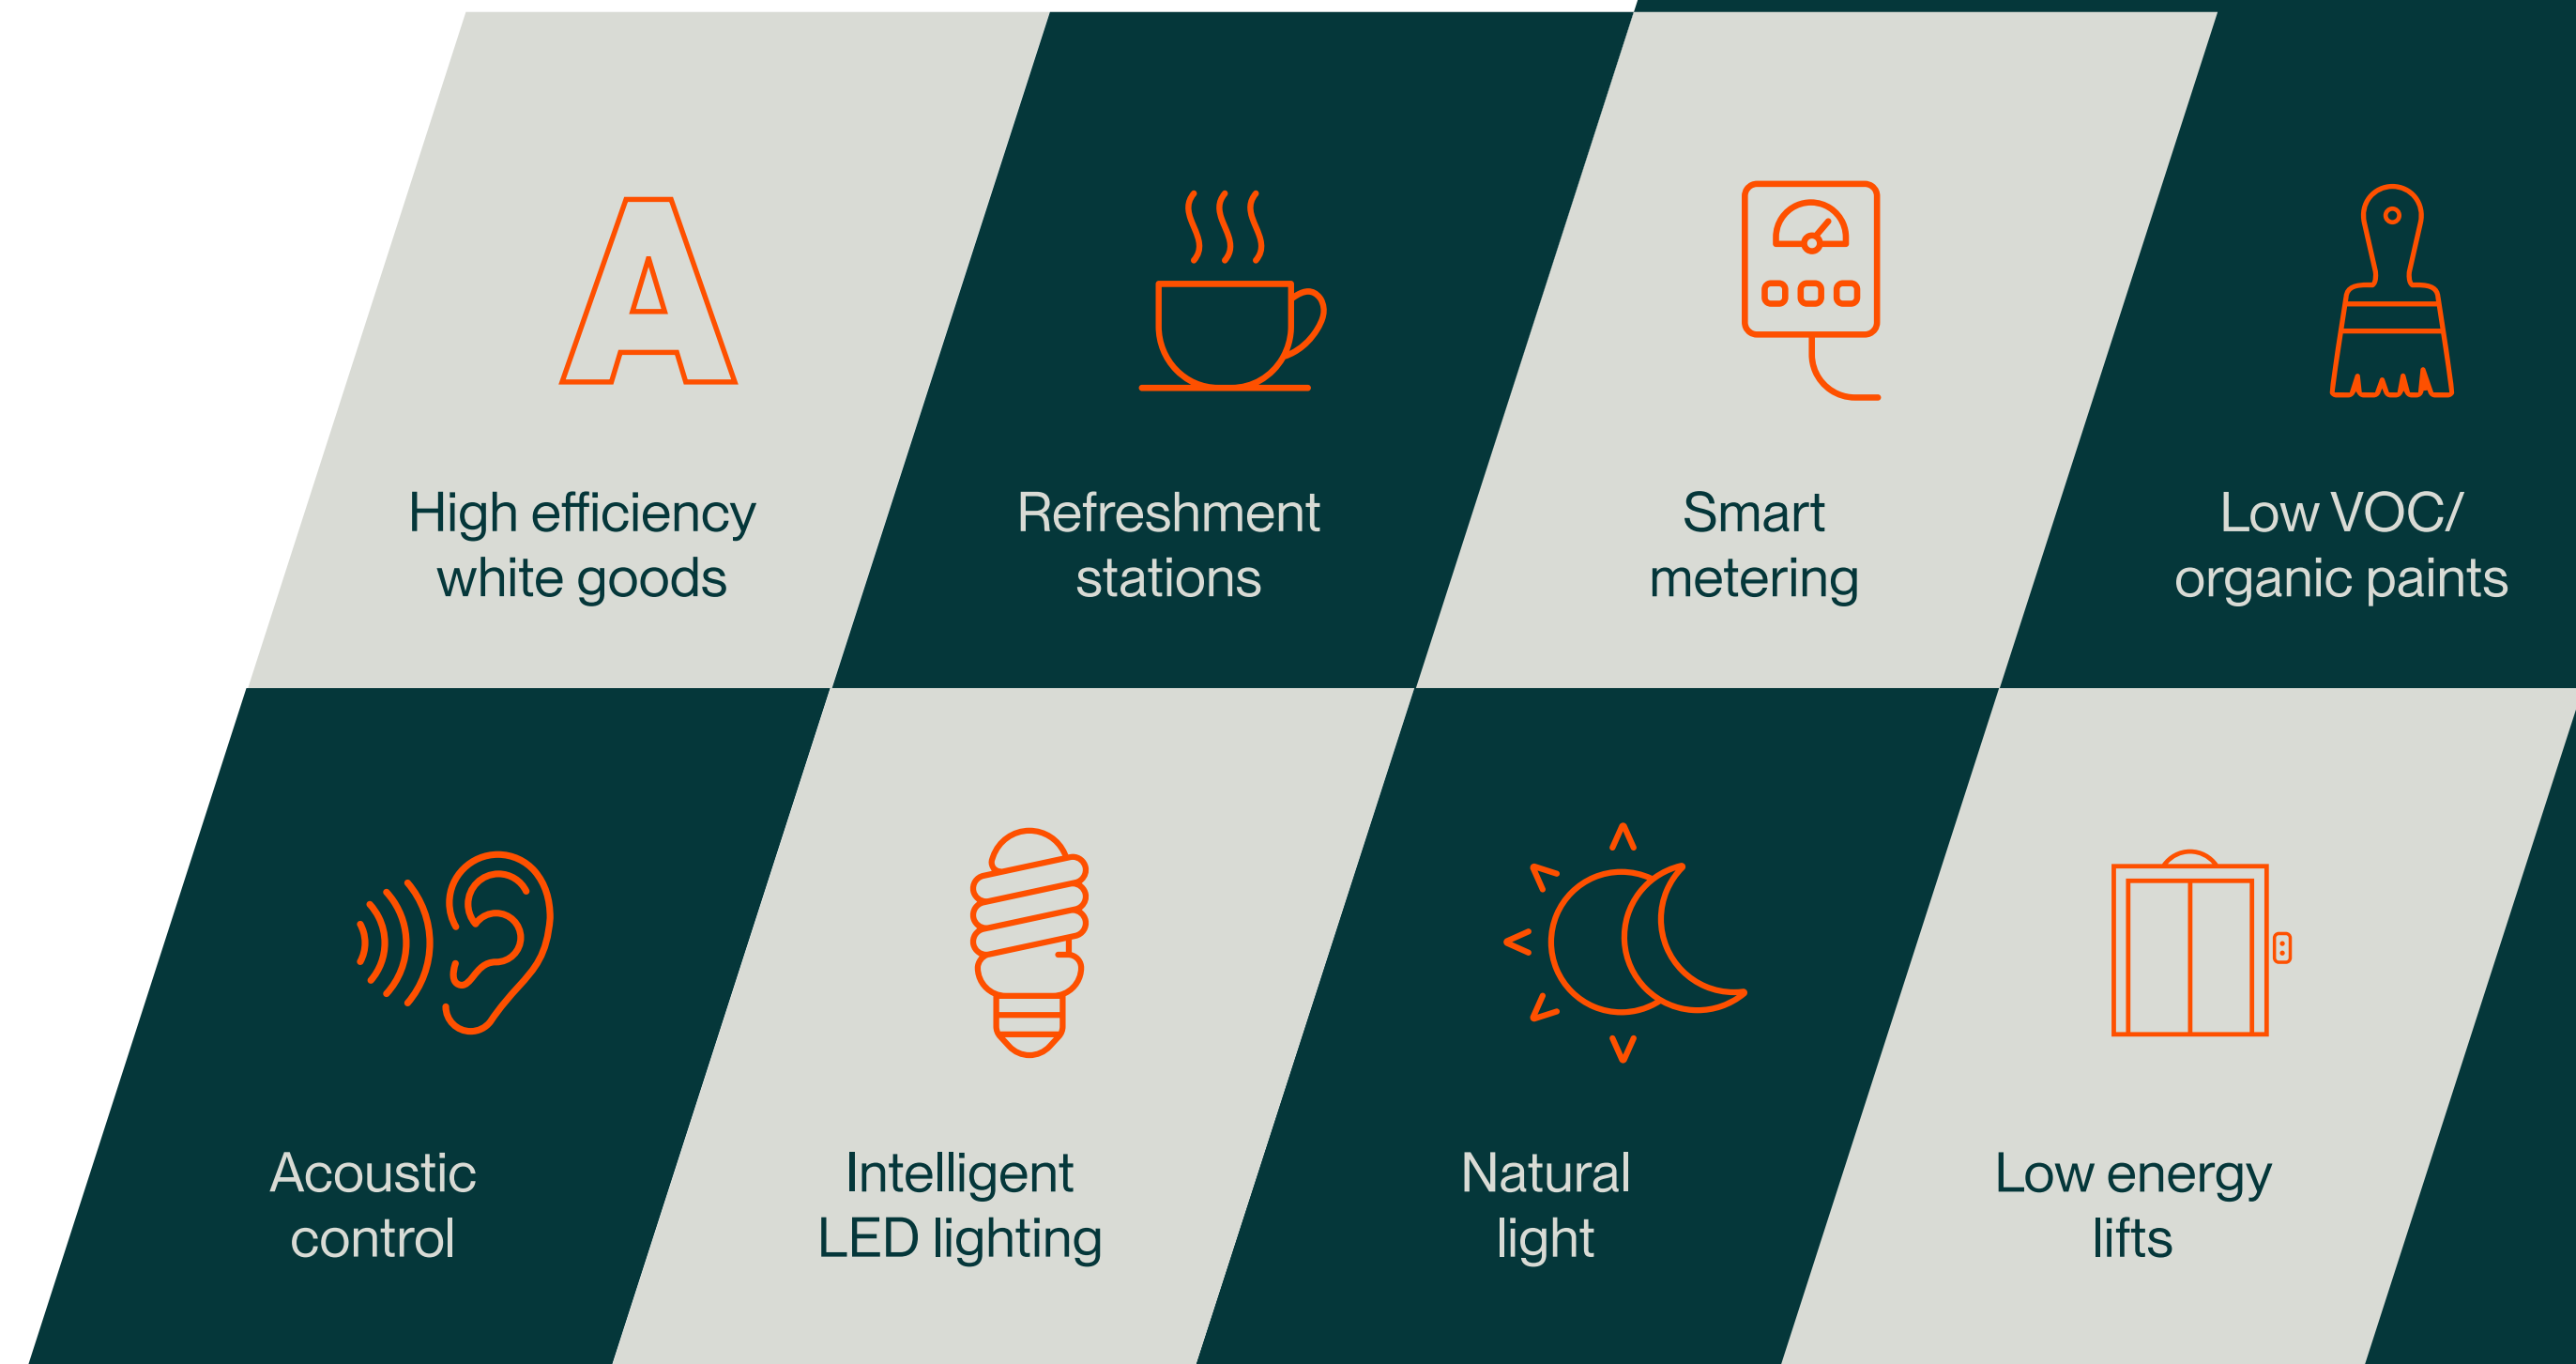 A
High efficiency
white goods
Refreshment
stations
Smart
metering
Low VOC/
organic paints
Acoustic
control
Intelligent
LED lighting
Natural
light
Low energy
lifts